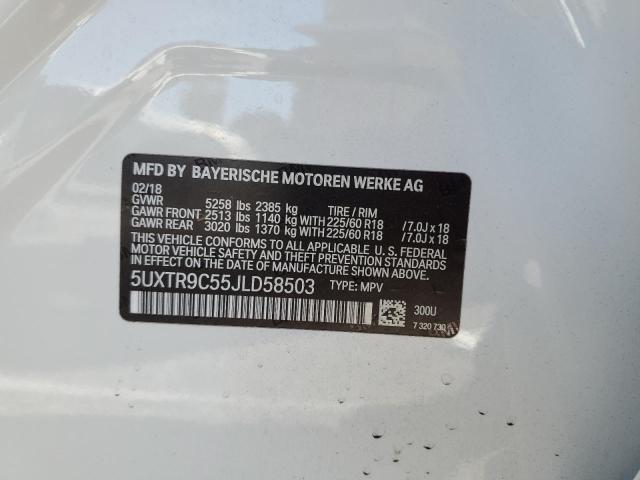 MFD BY BAYERISCHE MOTOREN WERKE AG
02/18
GVWR 5258 lbs 2385 kg TIRE / RIM
GAWR FRONT 2513 lbs 1140 kg WITH 225/60 R18 /7.0J x 18
GAWR REAR 3020 lbs 1370 kg WITH 225/60 R18 /7.0J x 18
THIS VEHICLE CONFORMS TO ALL APPLICABLE U.S. FEDERAL
MOTOR VEHICLE SAFETY AND THEFT PREVENTION STANDARDS
IN EXXECT ON THE DATE OF MANUFACTURE SHOWN ABOVE.
5UXTR9C55JLD58503 TYPE: MPV
300U
7 320 730